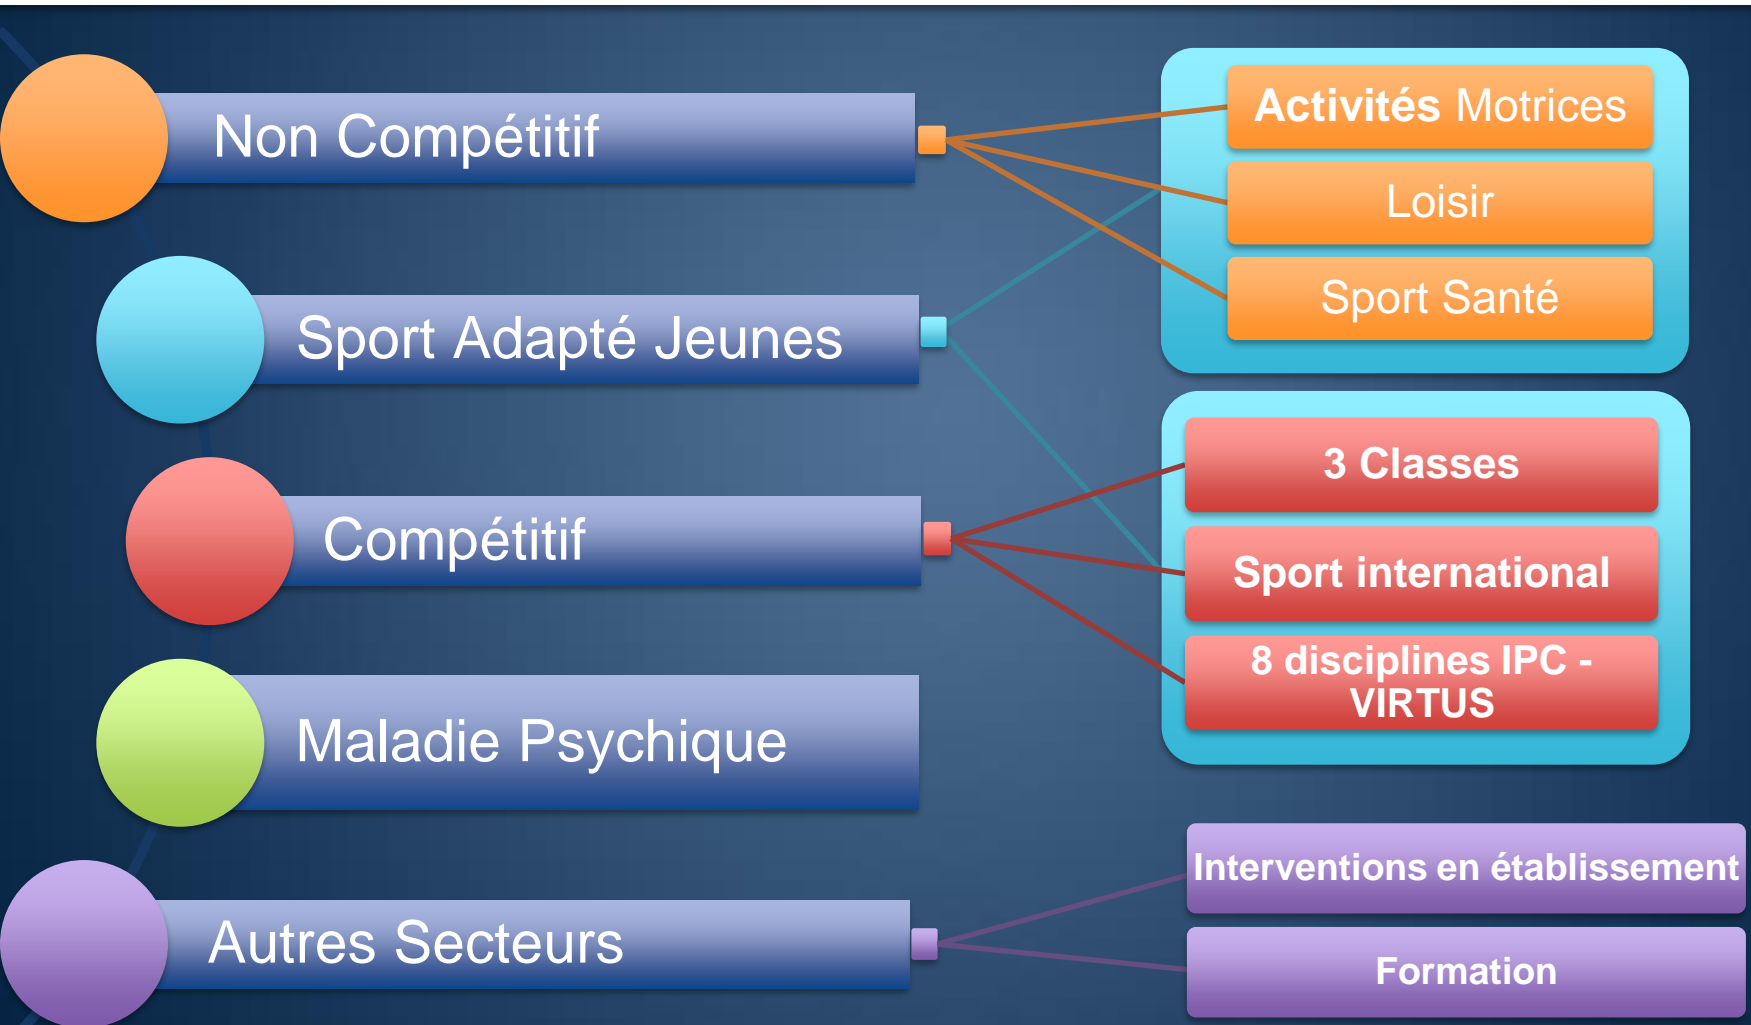 Non Compétitif
Activités Motrices
Loisir
Sport Santé
Sport Adapté Jeunes
Compétitif
3 Classes
Sport international
8 disciplines IPC -
VIRTUS
Maladie Psychique
Autres Secteurs
Interventions en établissement
Formation